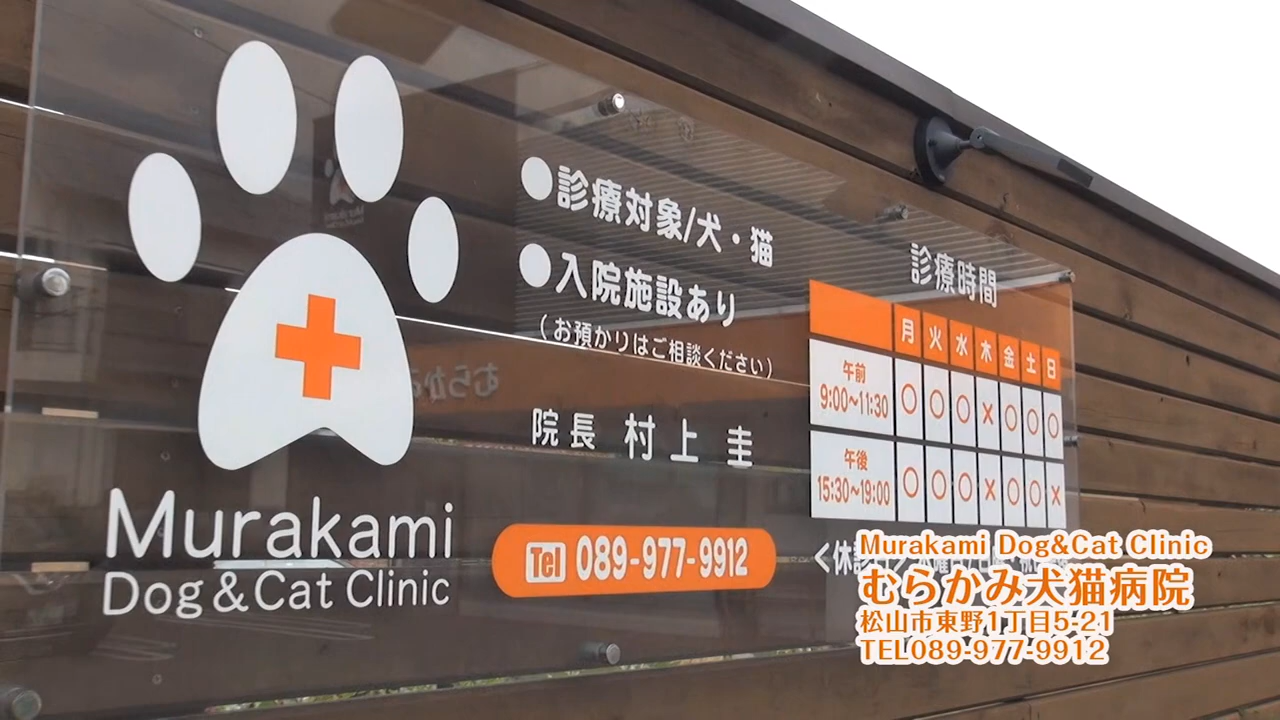 Murakami
Dog&Cat Clinic
●診療対象/犬・猫
●入院施設あり
(お預かりはご相談ください)
院長 村上 圭
Tel 089-977-9912
診療時間
月 火 水 木 金 土 日
午前 9:00~11:30 ○ ○ ○ × ○ ○ ○
午後 15:30~19:00 ○ ○ ○ × ○ ○ ×
<休診
Murakami Dog&Cat Clinic
むらかみ犬猫病院
松山市東野1丁目5-21
TEL089-977-9912